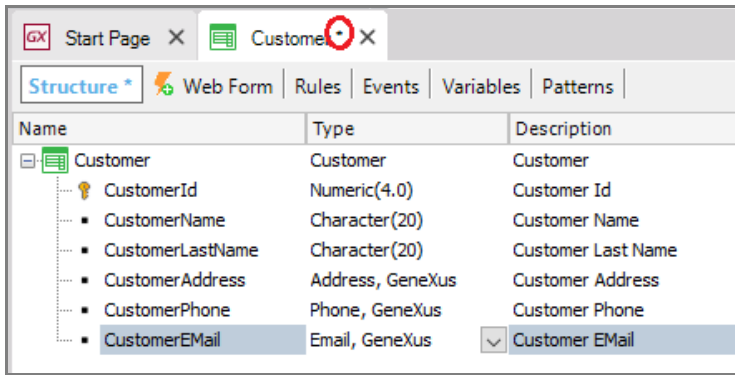 GX Start Page Customer *
Structure * Web Form Rules Events Variables Patterns
Name Type Description
Customer Customer Customer
CustomerId Numeric(4.0) Customer Id
CustomerName Character(20) Customer Name
CustomerLastName Character(20) Customer Last Name
CustomerAddress Address, GeneXus Customer Address
CustomerPhone Phone, GeneXus Customer Phone
CustomerEMail Email, GeneXus Customer EMail